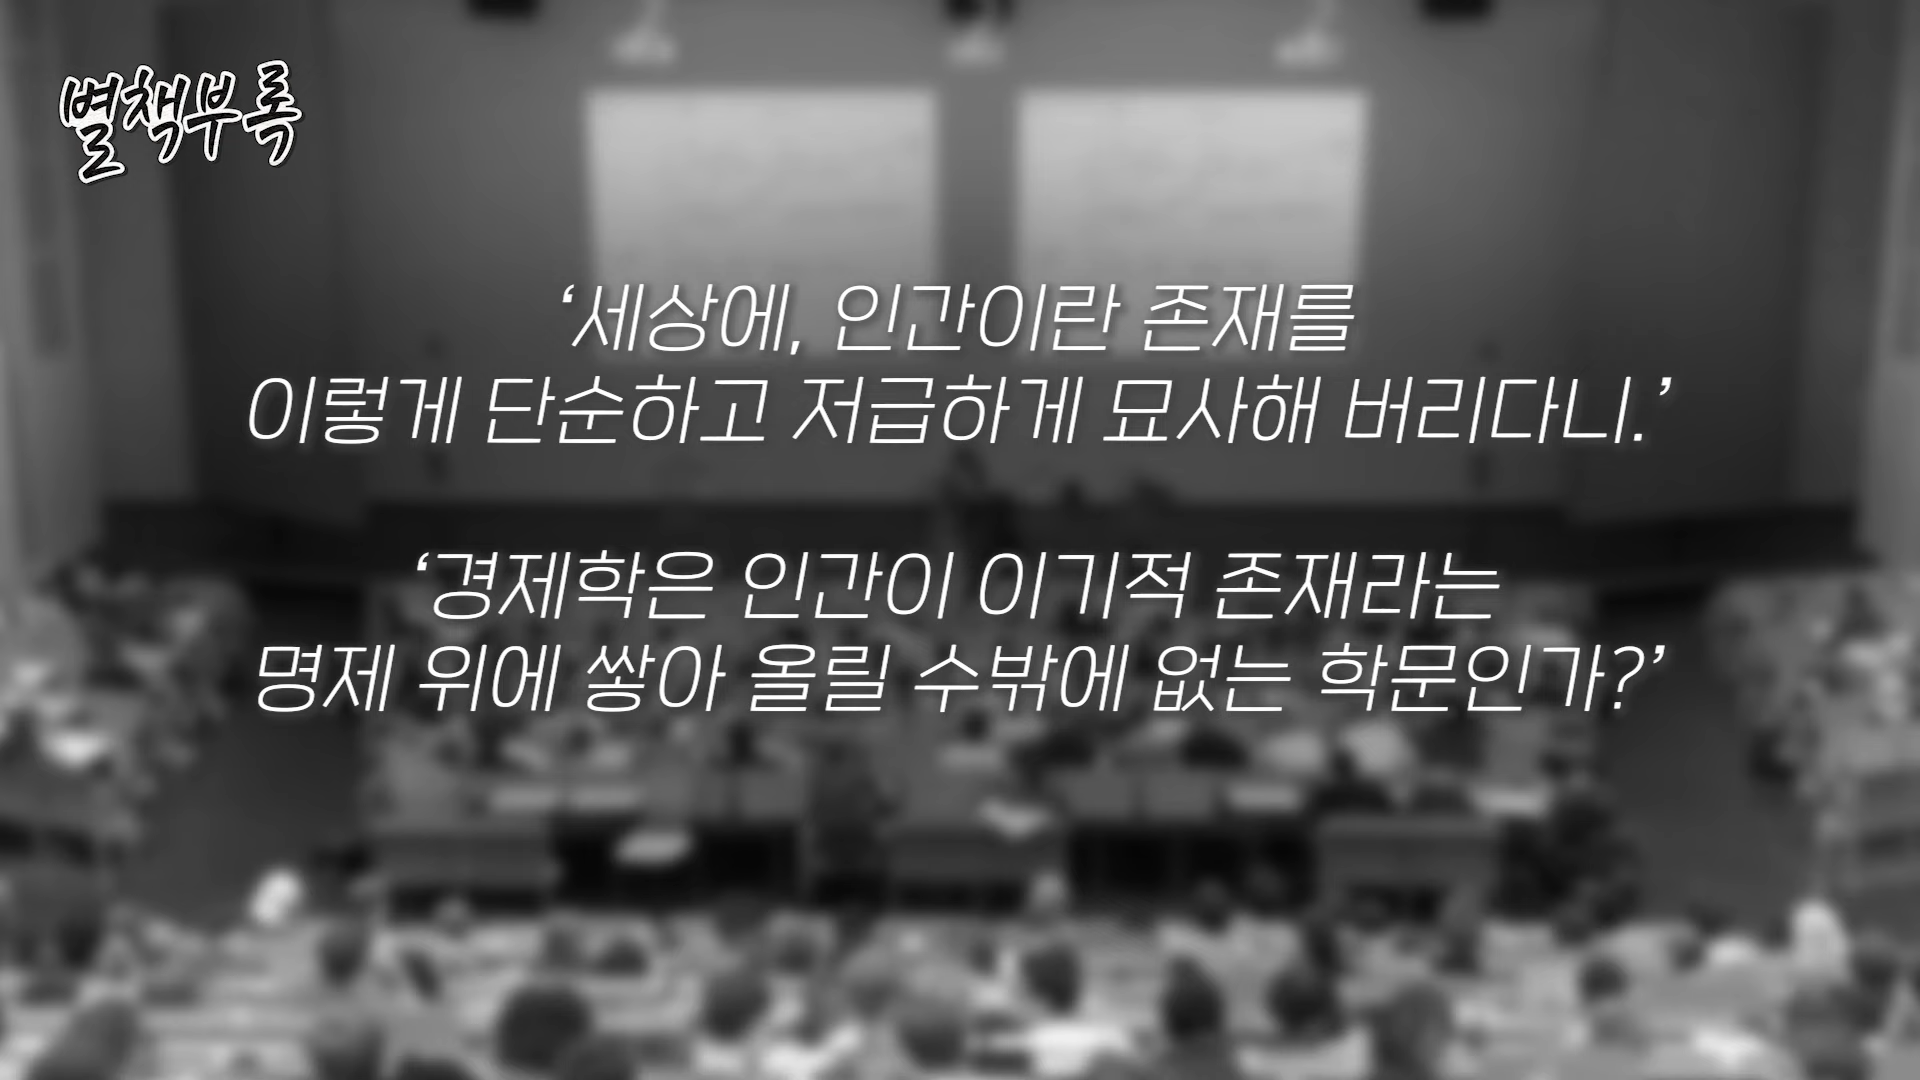 별책부록
‘세상에, 인간이란 존재를
이렇게 단순하고 저급하게 묘사해 버리다니.’
‘경제학은 인간이 이기적 존재라는
명제 위에 쌓아 올릴 수밖에 없는 학문인가?’